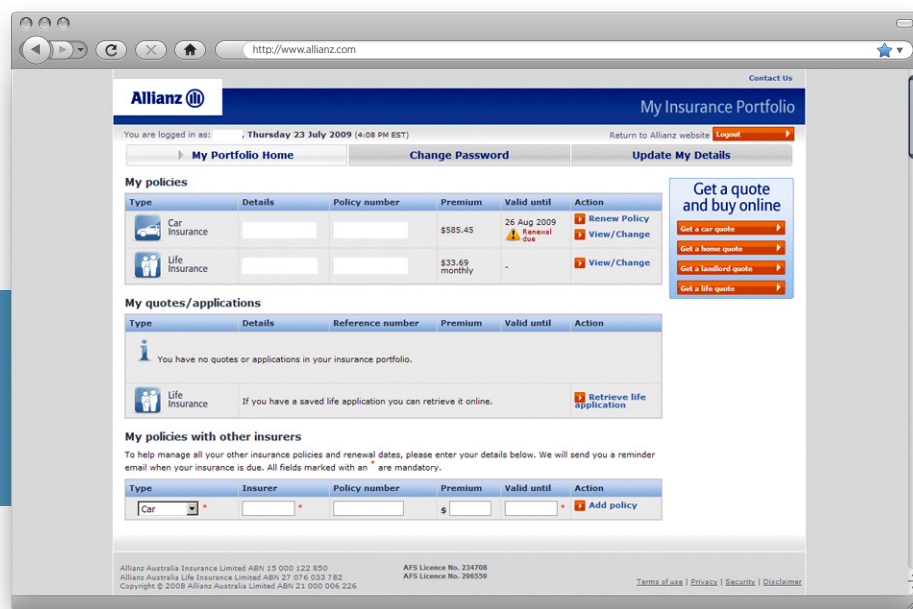 http://www.allianz.com
Contact Us
Allianz
My Insurance Portfolio
You are logged in as: , Thursday 23 July 2009 (4:08 PM EST)
Return to Allianz website Logout
My Portfolio Home Change Password Update My Details
My policies
Type Details Policy number Premium Valid until Action
Car
Insurance
$585.45
26 Aug 2009
Renewal
due
Renew Policy
View/Change
Life
Insurance
$33.69
monthly
-
View/Change
Get a quote
and buy online
Get a car quote
Get a home quote
Get a landlord quote
Get a life quote
My quotes/applications
Type Details Reference number Premium Valid until Action
You have no quotes or applications in your insurance portfolio.
Life
Insurance
If you have a saved life application you can retrieve it online.
Retrieve life
application
My policies with other insurers
To help manage all your other insurance policies and renewal dates, please enter your details below. We will send you a reminder
email when your insurance is due. All fields marked with an * are mandatory.
Type Insurer Policy number Premium Valid until Action
Car * * $ * Add policy
Allianz Australia Insurance Limited ABN 15 000 122 850 AFS Licence No. 234708
Allianz Australia Life Insurance Limited ABN 27 076 033 782 AFS Licence No. 296559
Copyright © 2008 Allianz Australia Limited ABN 21 000 006 226
Terms of use | Privacy | Security | Disclaimer